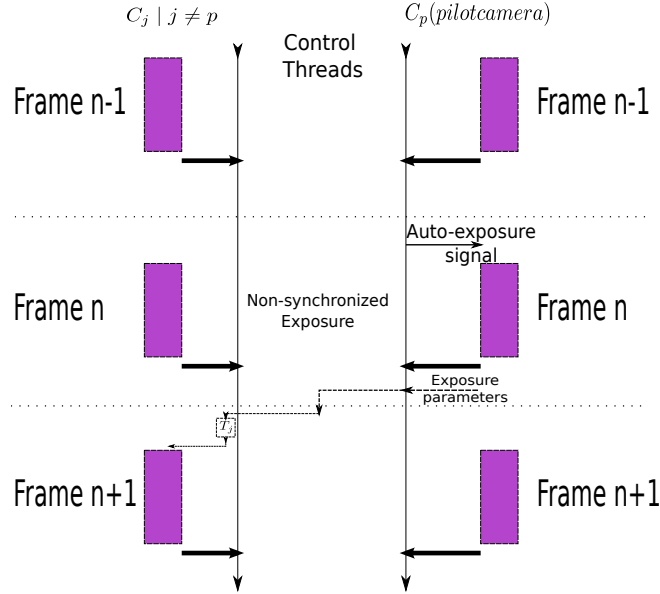 C_j | j ≠ p
C_p(pilotcamera)
Control
Threads
Frame n-1
Frame n-1
Auto-exposure
signal
Frame n
Non-synchronized
Exposure
Frame n
Exposure
parameters
T_j
Frame n+1
Frame n+1